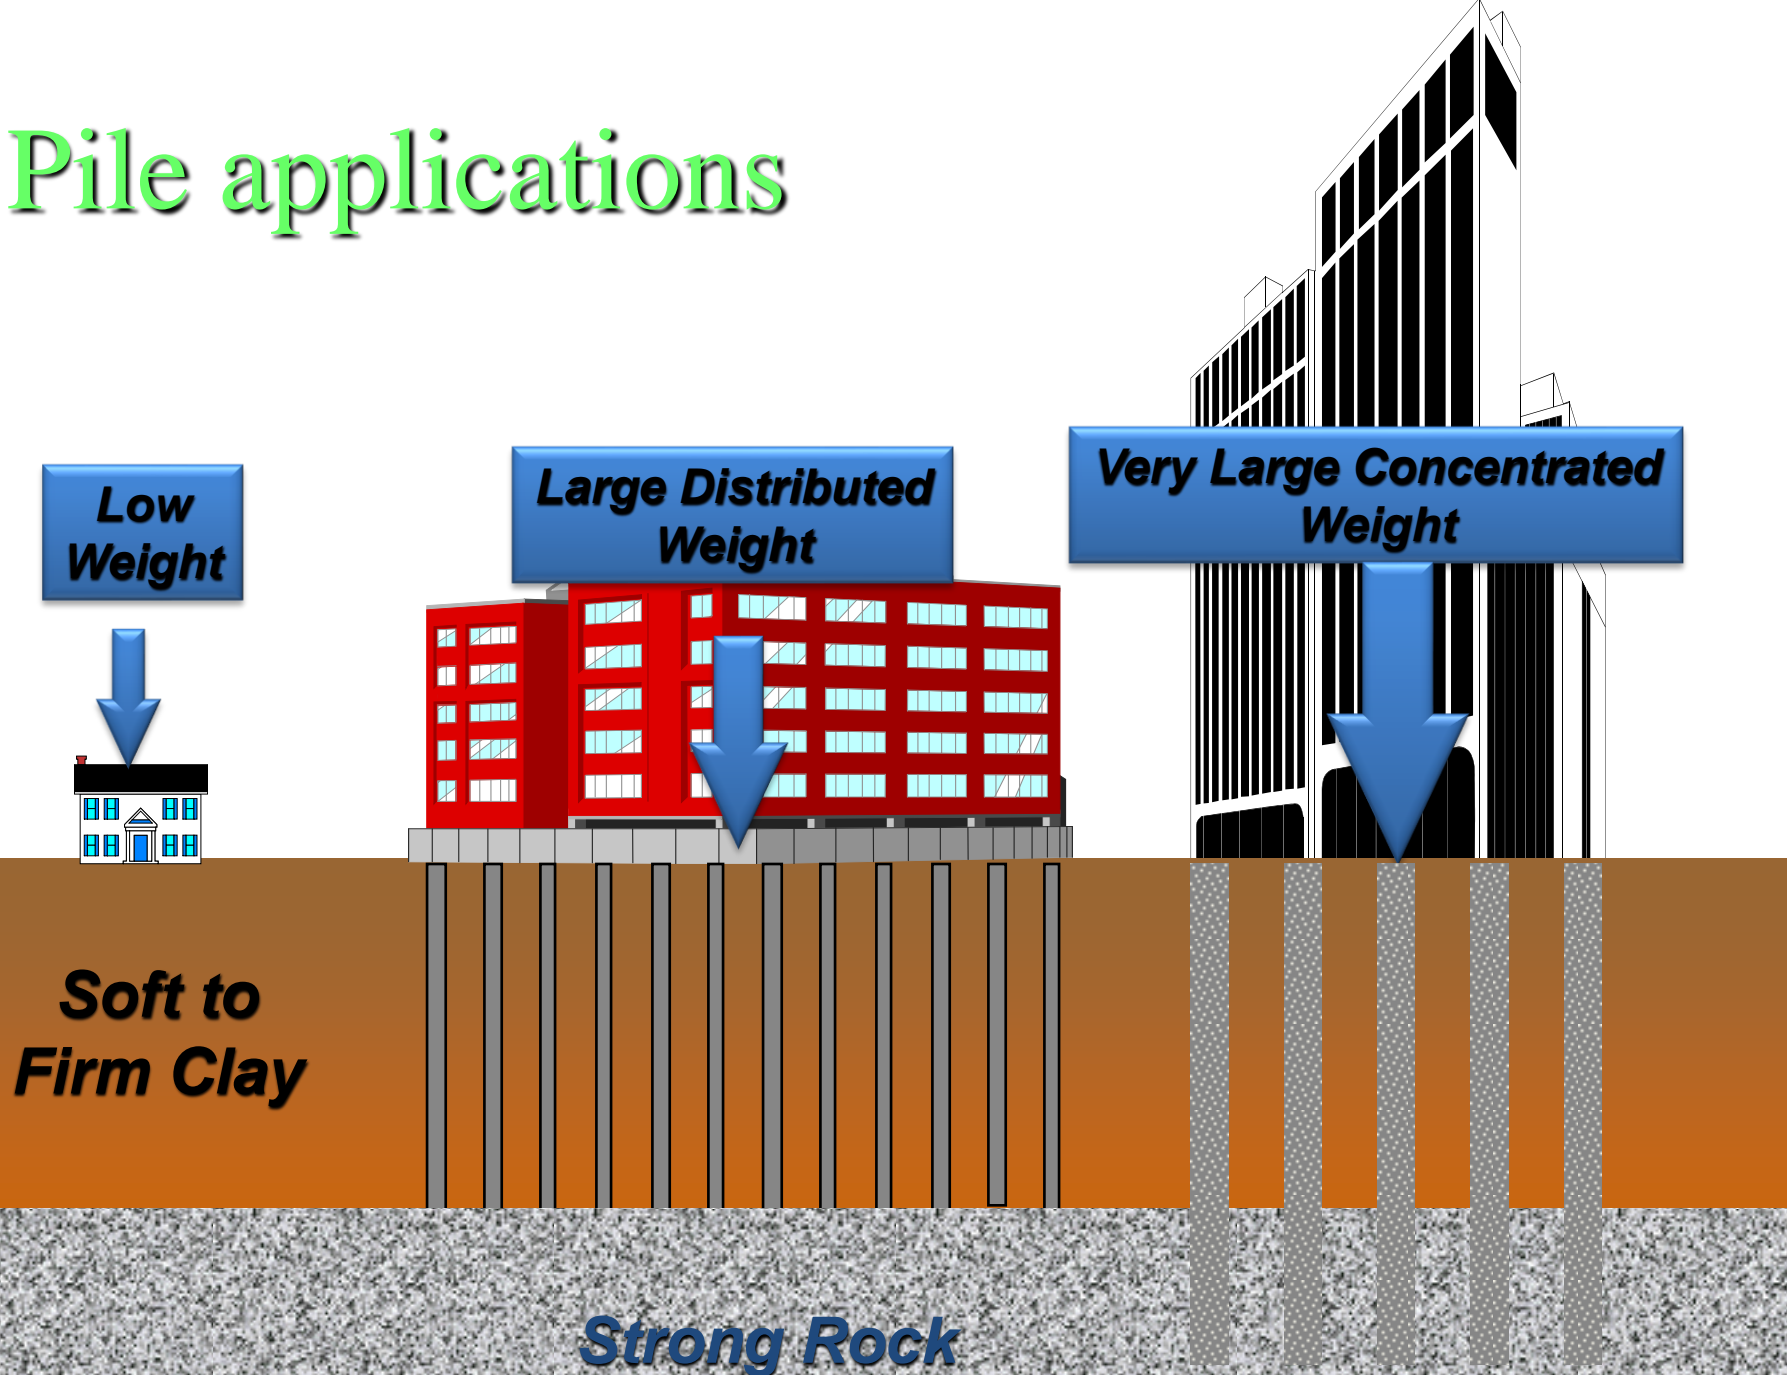 Pile applications
Low
Weight
Large Distributed
Weight
Very Large Concentrated
Weight
Soft to
Firm Clay
Strong Rock